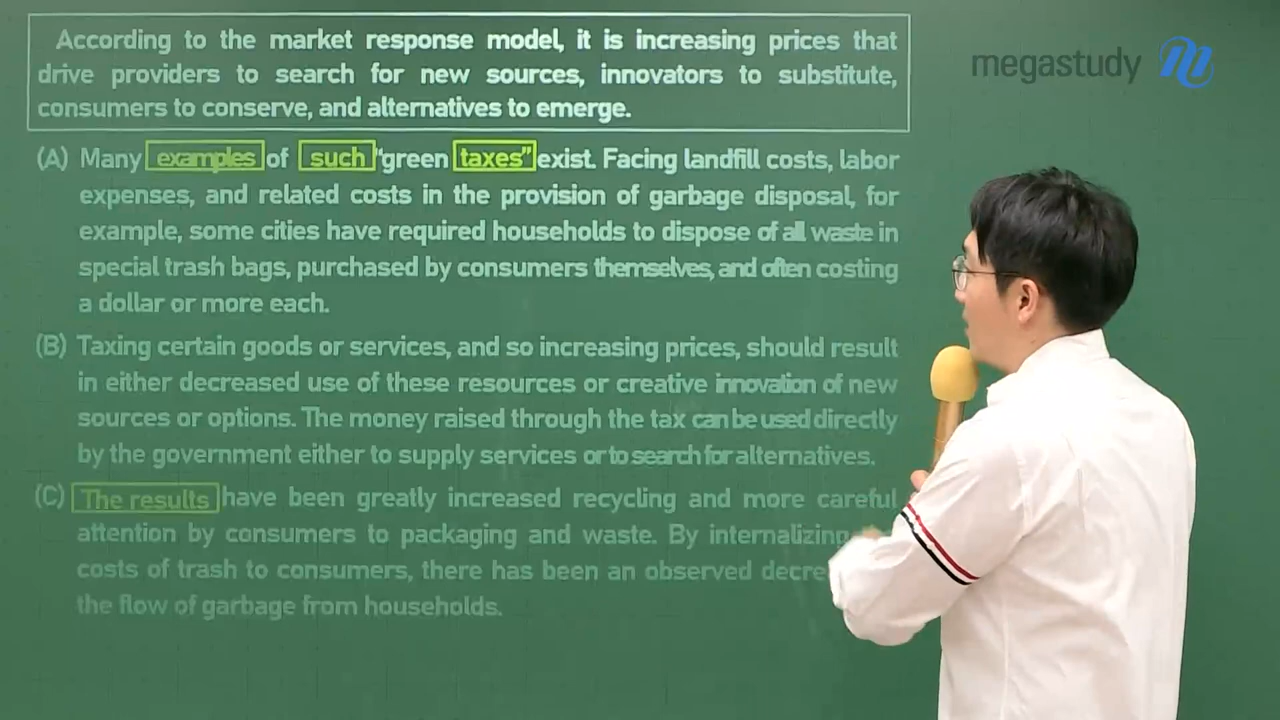 According to the market response model, it is increasing prices that
megastudy
drive providers to search for new sources, innovators to substitute,
consumers to conserve, and alternatives to emerge.
(A) Many examples of such "green taxes" exist. Facing landfill costs, labor
expenses, and related costs in the provision of garbage disposal, for
example, some cities have required households to dispose of all waste in
special trash bags, purchased by consumers themselves, and often costing
a dollar or more each.
(B) Taxing certain goods or services, and so increasing prices, should result
in either decreased use of these resources or creative innovation of new
sources or options. The money raised through the tax can be used directly
by the government either to supply services or to search for alternatives.
(C) The results have been greatly increased recycling and more careful
attention by consumers to packaging and waste. By internalizing
costs of trash to consumers, there has been an observed
the flow of garbage from households.